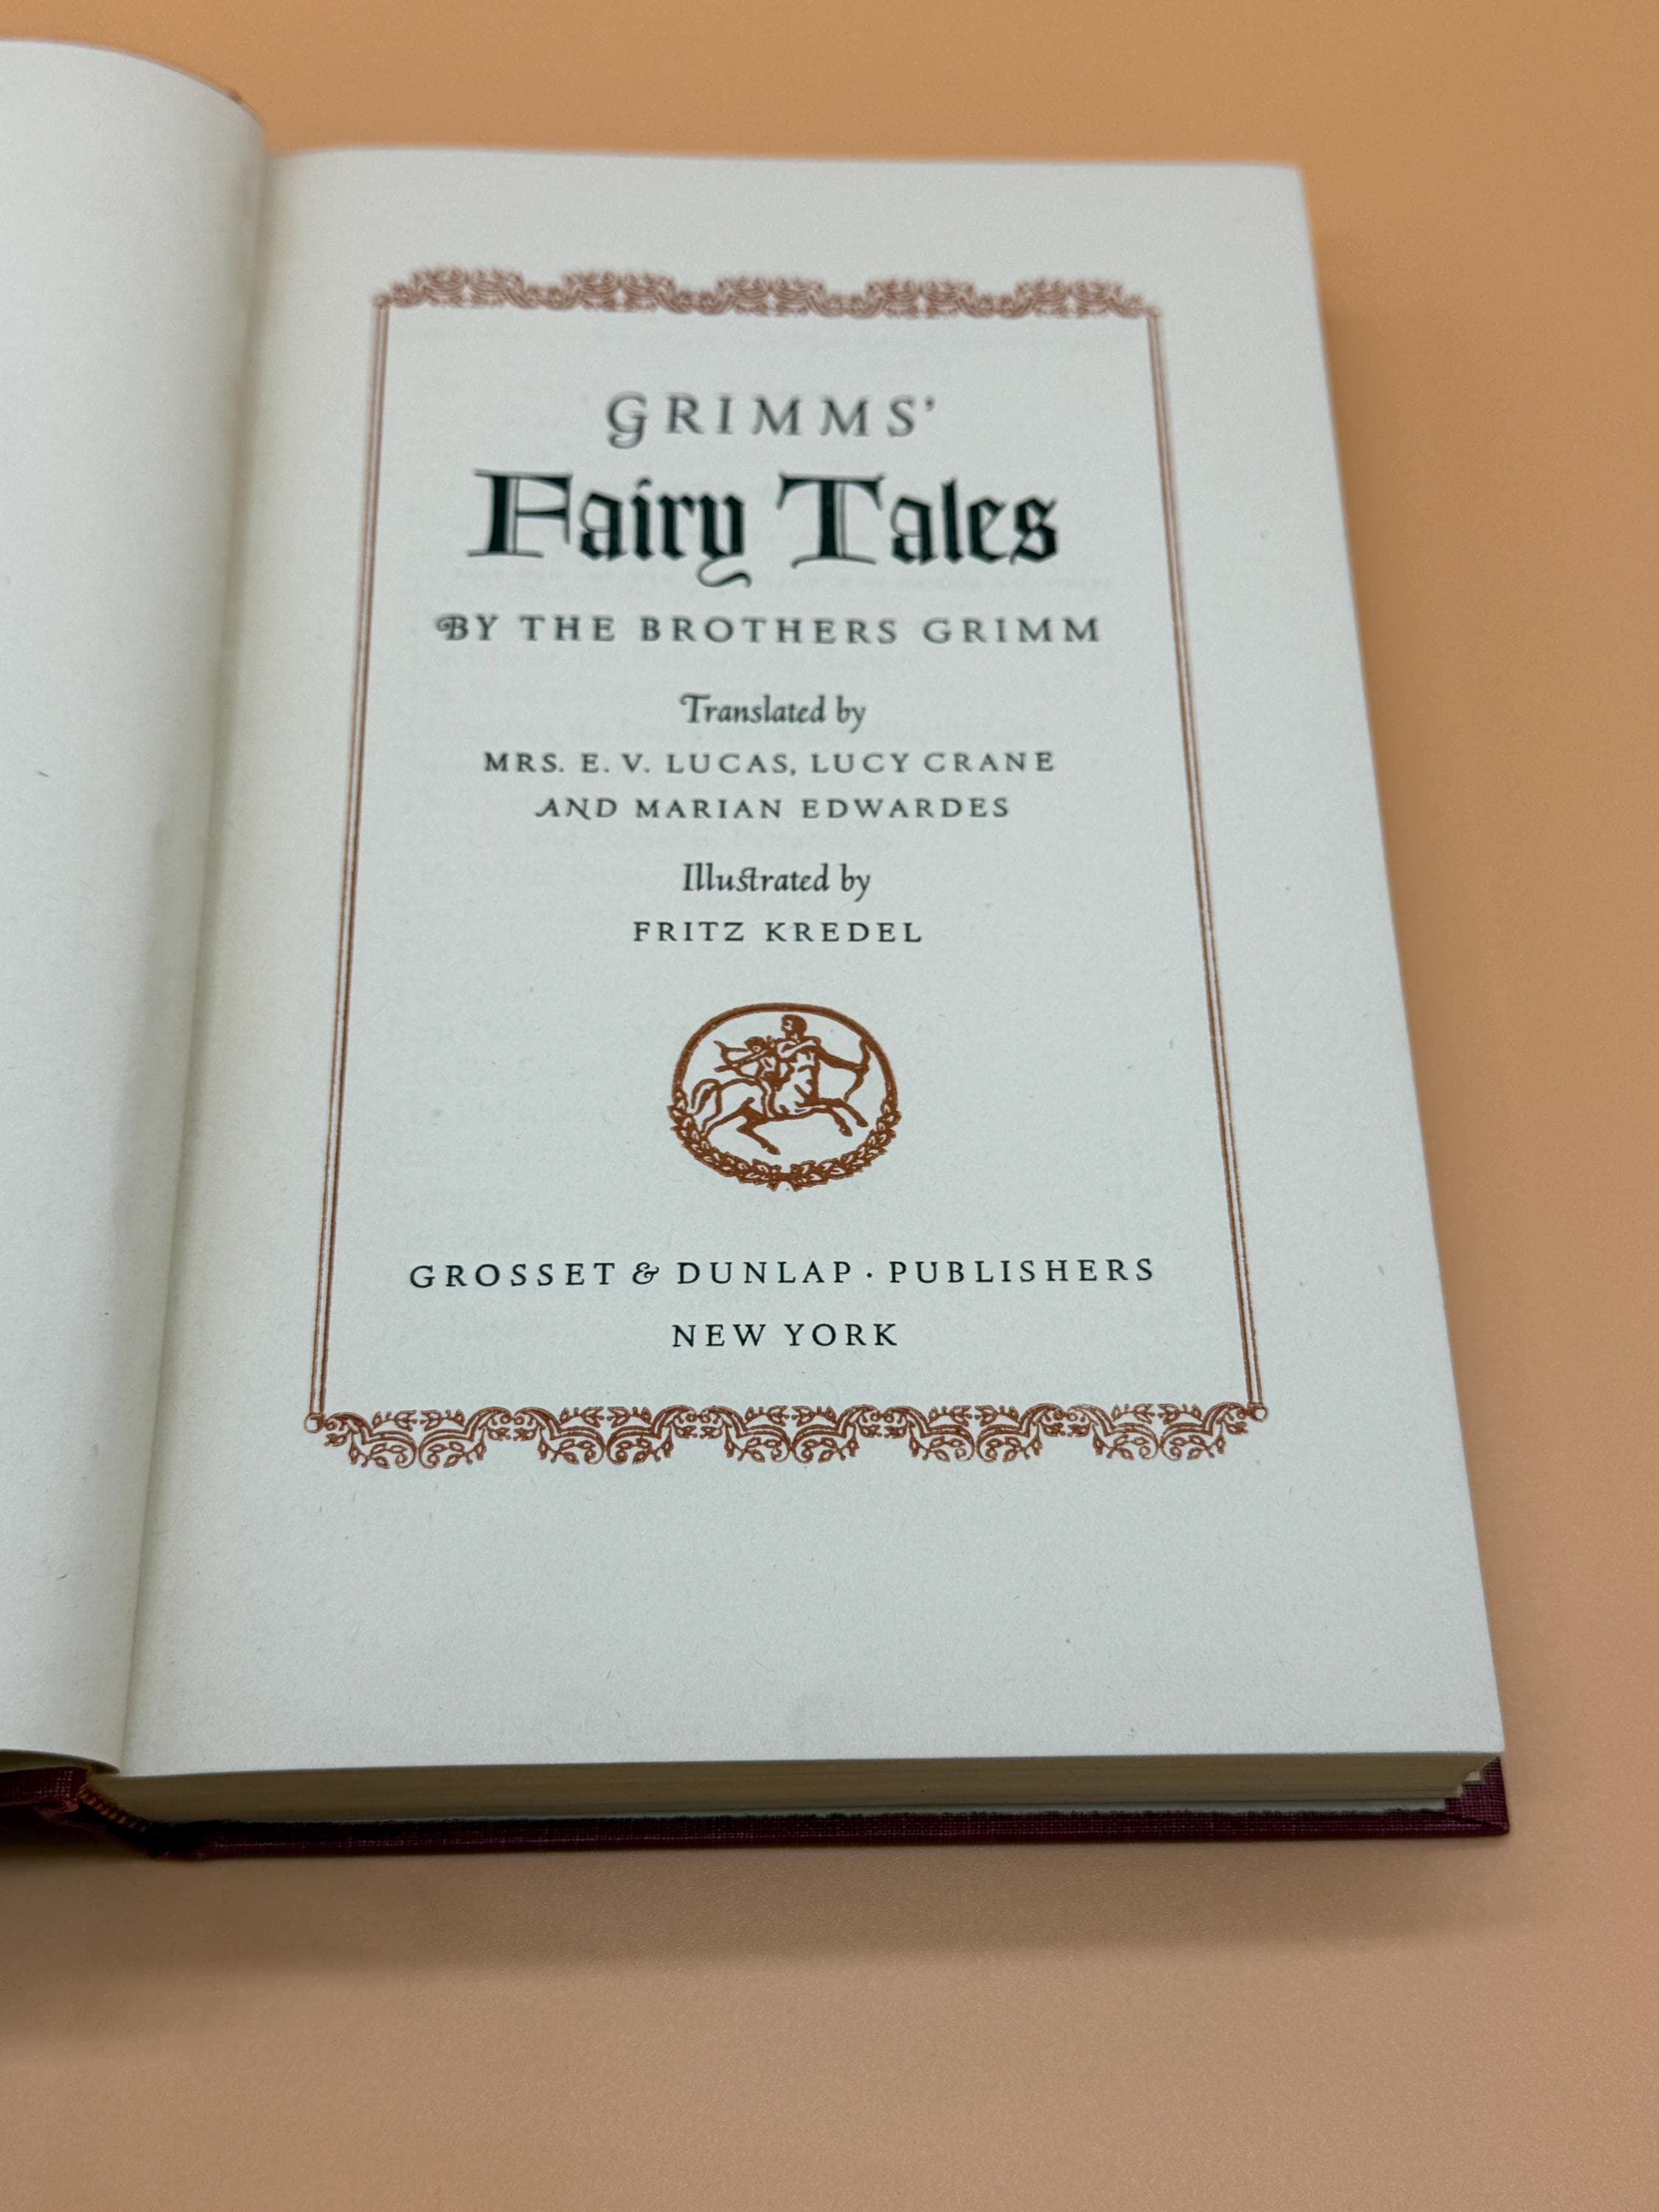 GRIMMS’
Fairy Tales
BY THE BROTHERS GRIMM
Translated by
MRS. E. V. LUCAS, LUCY CRANE
AND MARIAN EDWARDES
Illustrated by
FRITZ KREDEL
GROSSET & DUNLAP · PUBLISHERS
NEW YORK